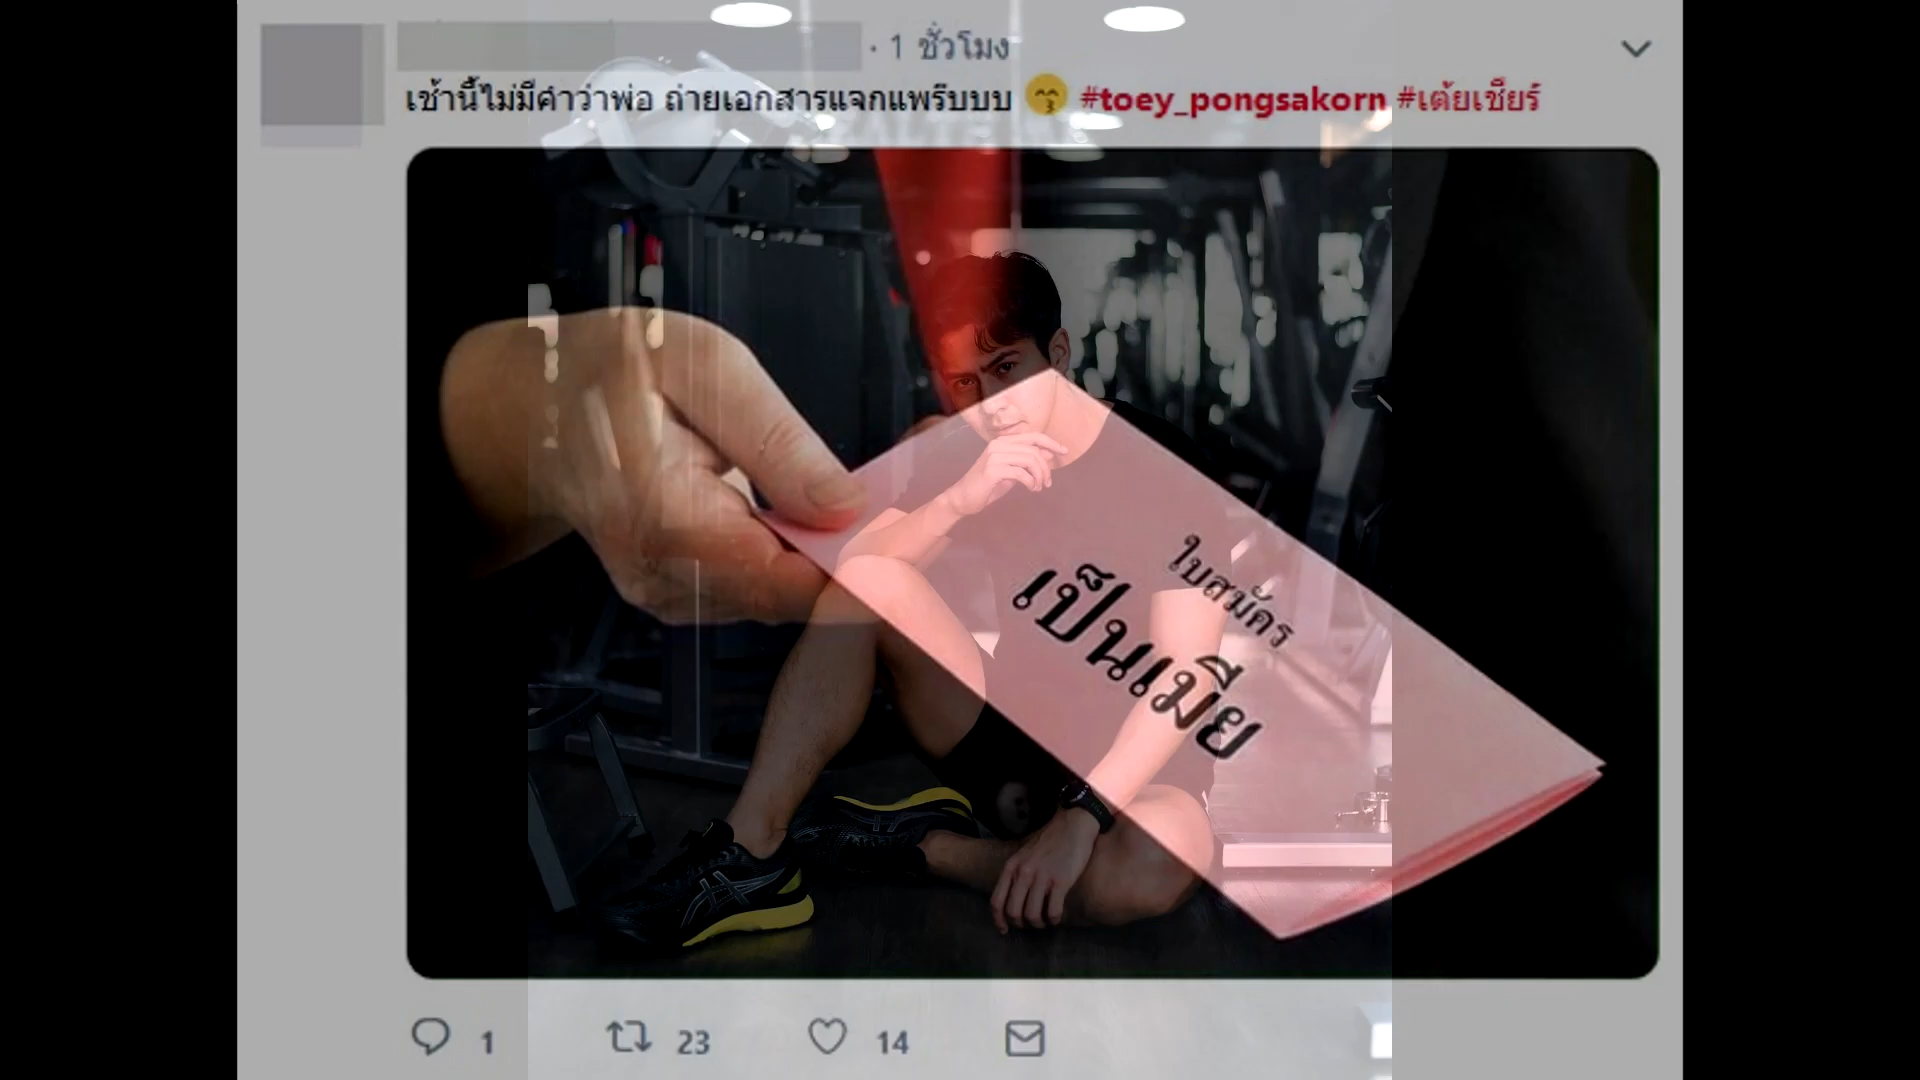 · 1 ชั่วโมง
เช้านี้ไม่มีคำว่าพ่อ ถ่ายเอกสารแจกแพร๊บบบ #toey_pongsakorn #เต้ยเชียร์
ใบสมัคร
เป็นเมีย
1 23 14